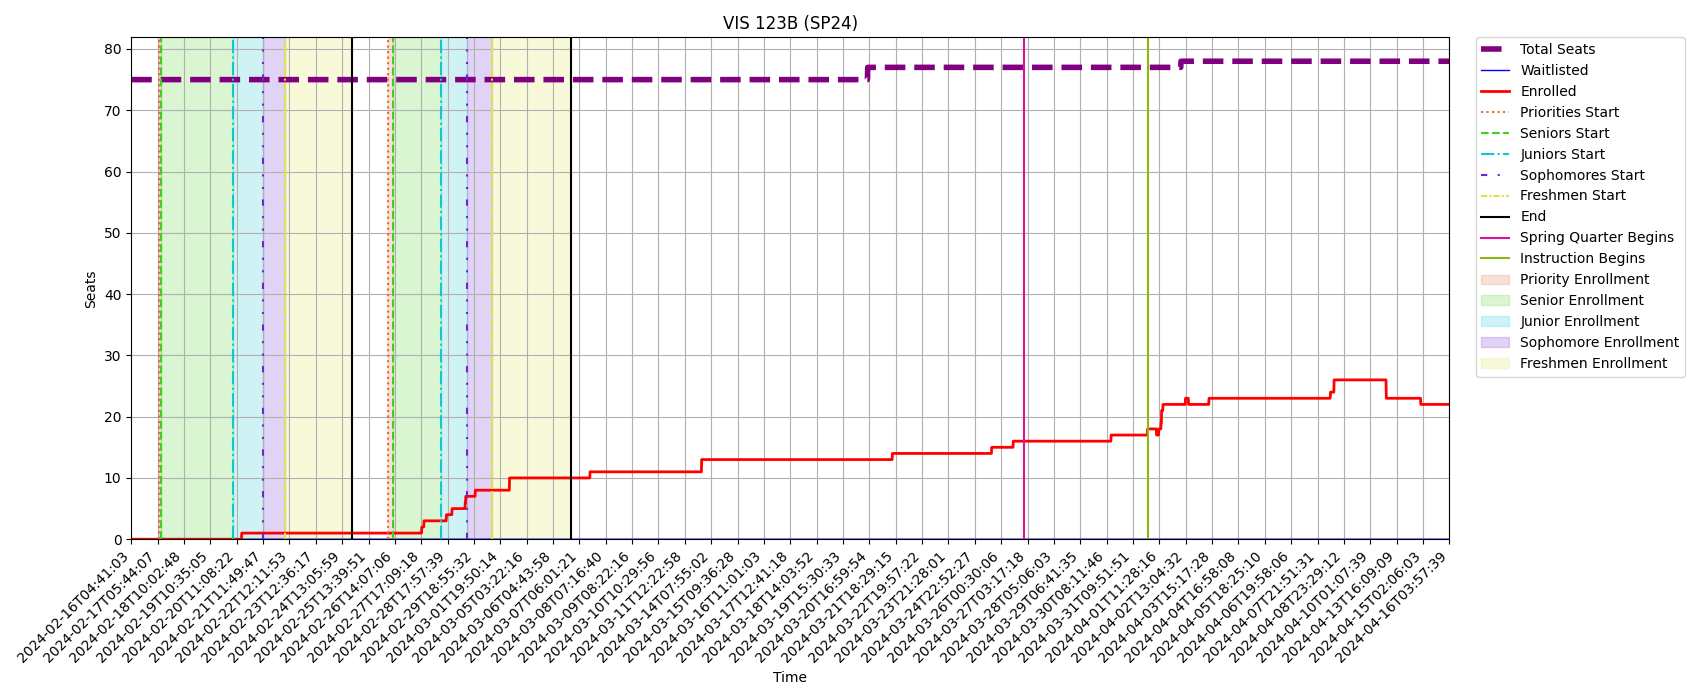 VIS 123B (SP24)
Seats
80
70
60
50
40
30
20
10
0
2024-02-16T04:41:03
2024-02-17T05:44:07
2024-02-18T10:02:48
2024-02-19T10:35:05
2024-02-20T11:08:22
2024-02-21T11:49:47
2024-02-22T12:11:53
2024-02-23T12:36:17
2024-02-24T13:05:59
2024-02-25T13:39:51
2024-02-26T14:07:06
2024-02-27T17:09:18
2024-02-28T17:57:39
2024-02-29T18:55:32
2024-03-01T19:50:14
2024-03-05T03:22:16
2024-03-06T04:43:58
2024-03-07T06:01:21
2024-03-08T07:16:40
2024-03-09T08:22:16
2024-03-10T10:29:56
2024-03-11T12:22:58
2024-03-14T07:55:02
2024-03-15T09:36:28
2024-03-16T11:01:03
2024-03-17T12:41:18
2024-03-18T14:03:52
2024-03-19T15:30:33
2024-03-20T16:59:54
2024-03-21T18:29:15
2024-03-22T19:57:22
2024-03-23T21:28:01
2024-03-24T22:52:27
2024-03-26T00:30:06
2024-03-27T03:17:18
2024-03-28T05:06:03
2024-03-29T06:41:35
2024-03-30T08:11:46
2024-03-31T09:51:51
2024-04-01T11:28:16
2024-04-02T13:04:32
2024-04-03T15:17:28
2024-04-04T16:58:08
2024-04-05T18:25:10
2024-04-06T19:58:06
2024-04-07T21:51:31
2024-04-08T23:29:12
2024-04-10T01:07:39
2024-04-13T16:09:09
2024-04-15T02:06:03
2024-04-16T03:57:39
Time
Total Seats
Waitlisted
Enrolled
Priorities Start
Seniors Start
Juniors Start
Sophomores Start
Freshmen Start
End
Spring Quarter Begins
Instruction Begins
Priority Enrollment
Senior Enrollment
Junior Enrollment
Sophomore Enrollment
Freshmen Enrollment